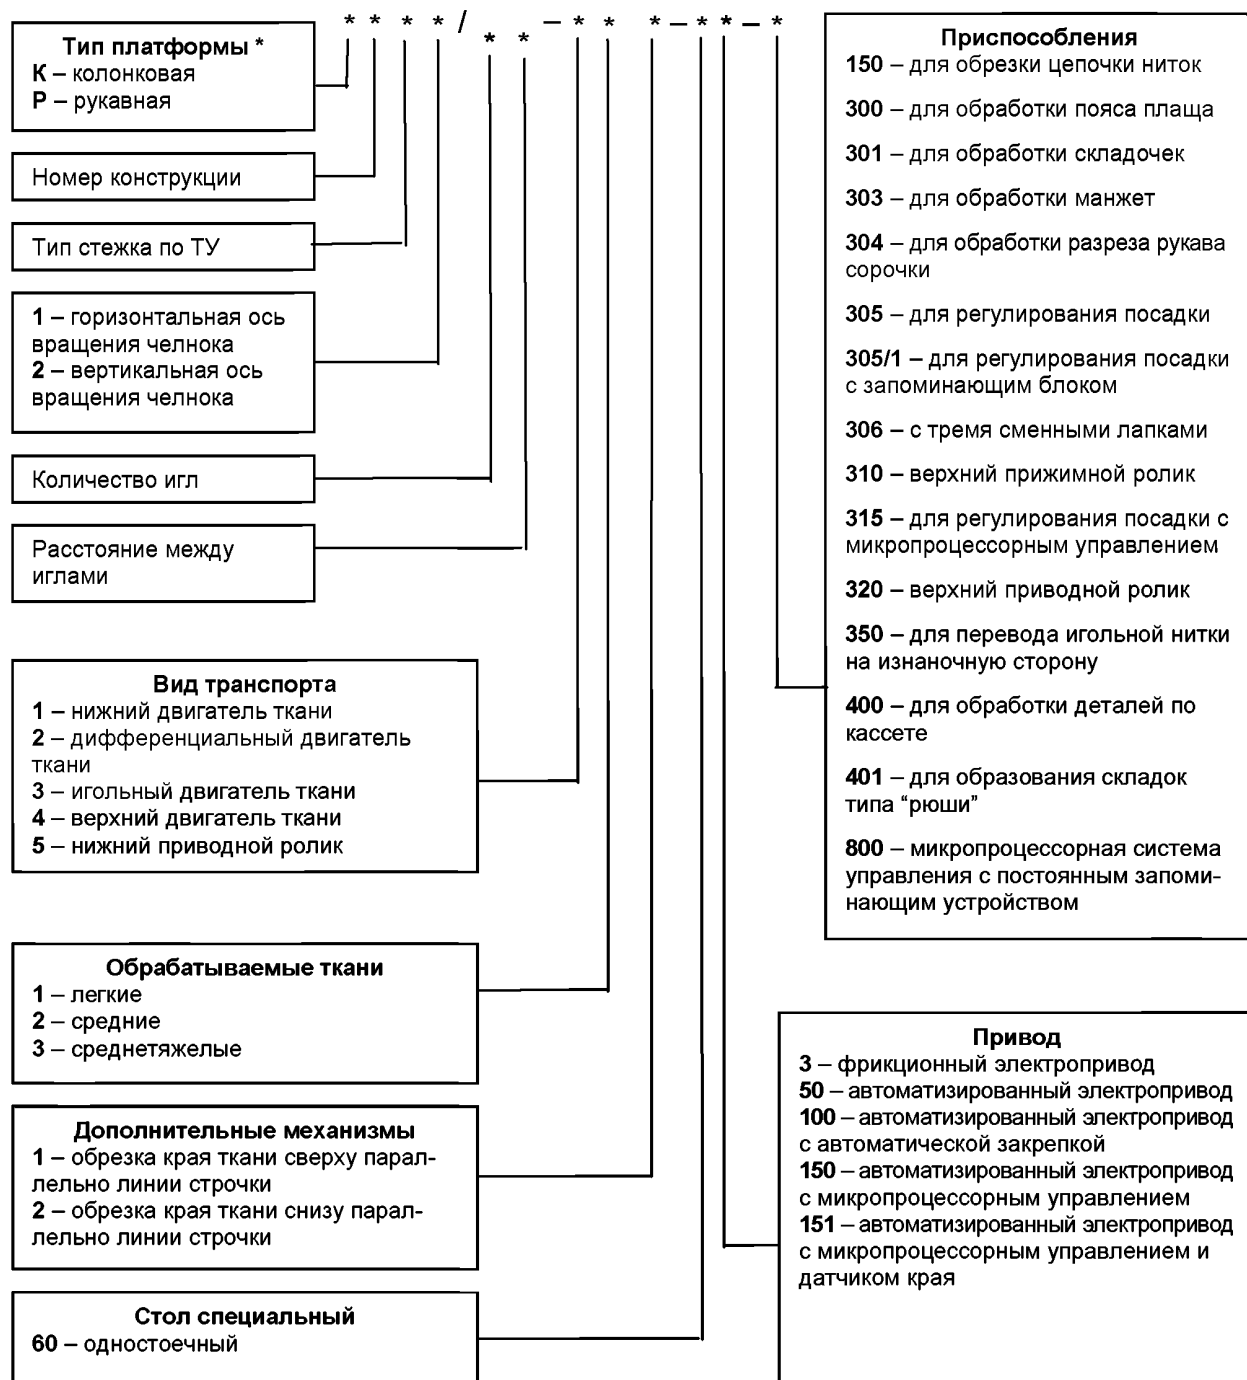 * * * * / * * – * * * – * * – *
Тип платформы *
К – колонковая
Р – рукавная
Номер конструкции
Тип стежка по ТУ
1 – горизонтальная ось
вращения челнока
2 – вертикальная ось
вращения челнока
Количество игл
Расстояние между
иглами
Вид транспорта
1 – нижний двигатель ткани
2 – дифференциальный двигатель
ткани
3 – игольный двигатель ткани
4 – верхний двигатель ткани
5 – нижний приводной ролик
Обрабатываемые ткани
1 – легкие
2 – средние
3 – среднетяжелые
Дополнительные механизмы
1 – обрезка края ткани сверху парал-
лельно линии строчки
2 – обрезка края ткани снизу парал-
лельно линии строчки
Стол специальный
60 – одностоечный
Приспособления
150 – для обрезки цепочки ниток
300 – для обработки пояса плаща
301 – для обработки складочек
303 – для обработки манжет
304 – для обработки разреза рукава
сорочки
305 – для регулирования посадки
305/1 – для регулирования посадки
с запоминающим блоком
306 – с тремя сменными лапками
310 – верхний прижимной ролик
315 – для регулирования посадки с
микропроцессорным управлением
320 – верхний приводной ролик
350 – для перевода игольной нитки
на изнаночную сторону
400 – для обработки деталей по
кассете
401 – для образования складок
типа “рюши”
800 – микропроцессорная система
управления с постоянным запоми-
нающим устройством
Привод
3 – фрикционный электропривод
50 – автоматизированный электропривод
100 – автоматизированный электропривод
с автоматической закрепкой
150 – автоматизированный электропривод
с микропроцессорным управлением
151 – автоматизированный электропривод
с микропроцессорным управлением и
датчиком края